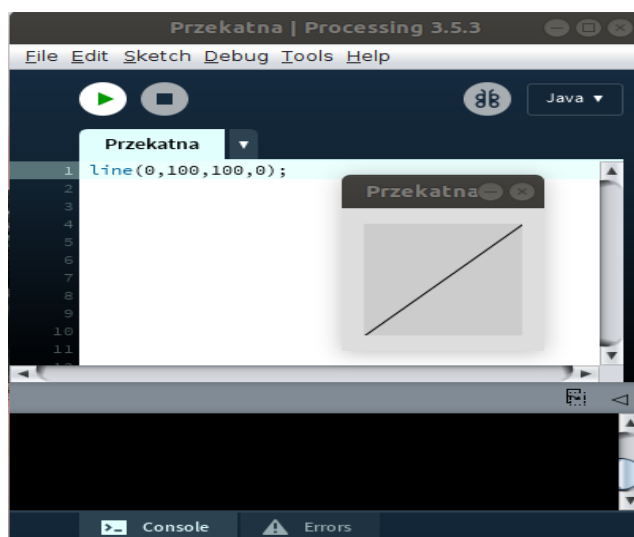 Przekatna | Processing 3.5.3
File Edit Sketch Debug Tools Help
Java
Przekatna
1 line(0,100,100,0);
2
3
4
5
6
7
8
9
10
11
Przekatna
>_ Console Errors